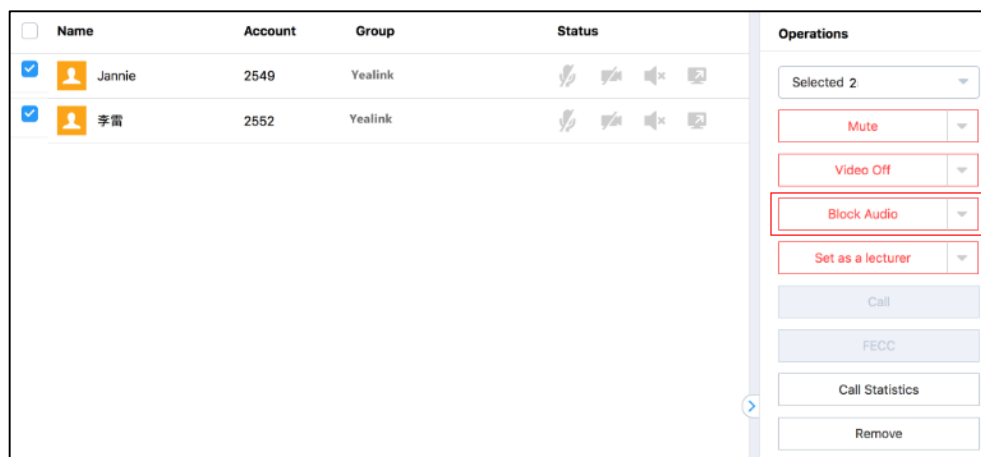 Name Account Group Status
Jannie 2549 Yealink
李雷 2552 Yealink
Operations
Selected 2
Mute
Video Off
Block Audio
Set as a lecturer
Call
FECC
Call Statistics
Remove